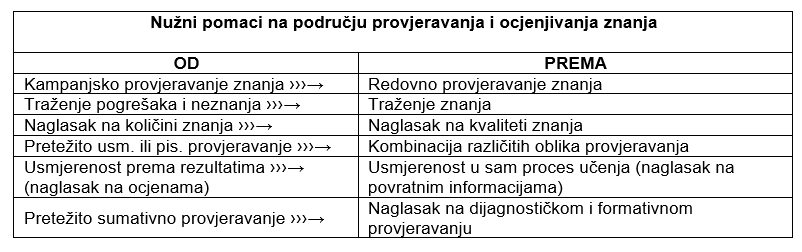 Nužni pomaci na području provjeravanja i ocjenjivanja znanja
OD PREMA
Kampanjsko provjeravanje znanja ›››→ Redovno provjeravanje znanja
Traženje pogrešaka i neznanja ›››→ Traženje znanja
Naglasak na količini znanja ›››→ Naglasak na kvaliteti znanja
Pretežito usm. ili pis. provjeravanje ›››→ Kombinacija različitih oblika provjeravanja
Usmjerenost prema rezultatima ›››→ Usmjerenost u sam proces učenja (naglasak na
(naglasak na ocjenama) povratnim informacijama)
Pretežito sumativno provjeravanje ›››→ Naglasak na dijagnostičkom i formativnom
provjeravanju